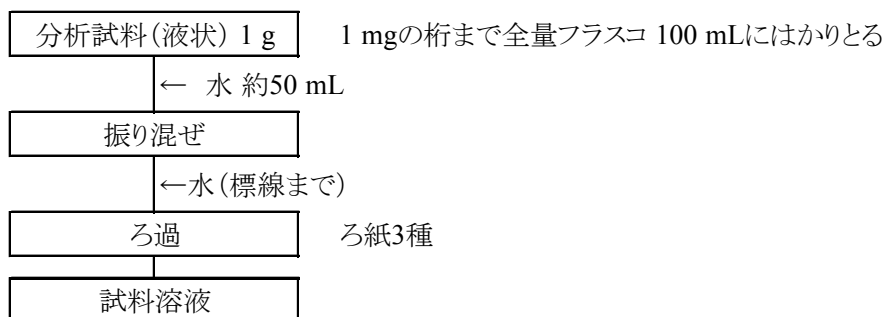 分析試料(液状) 1 g 1 mgの桁まで全量フラスコ 100 mLにはかりとる
← 水 約50 mL
振り混ぜ
←水(標線まで)
ろ過 ろ紙3種
試料溶液